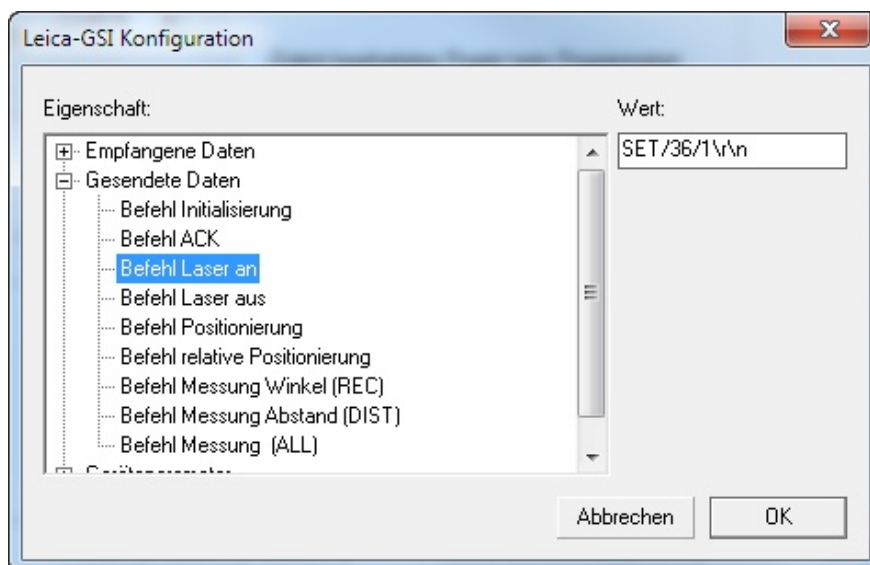 Leica-GSI Konfiguration
Eigenschaft:
Wert:
Empfangene Daten
SET/36/1\r\n
Gesendete Daten
Befehl Initialisierung
Befehl ACK
Befehl Laser an
Befehl Laser aus
Befehl Positionierung
Befehl relative Positionierung
Befehl Messung Winkel (REC)
Befehl Messung Abstand (DIST)
Befehl Messung  (ALL)
Abbrechen
OK